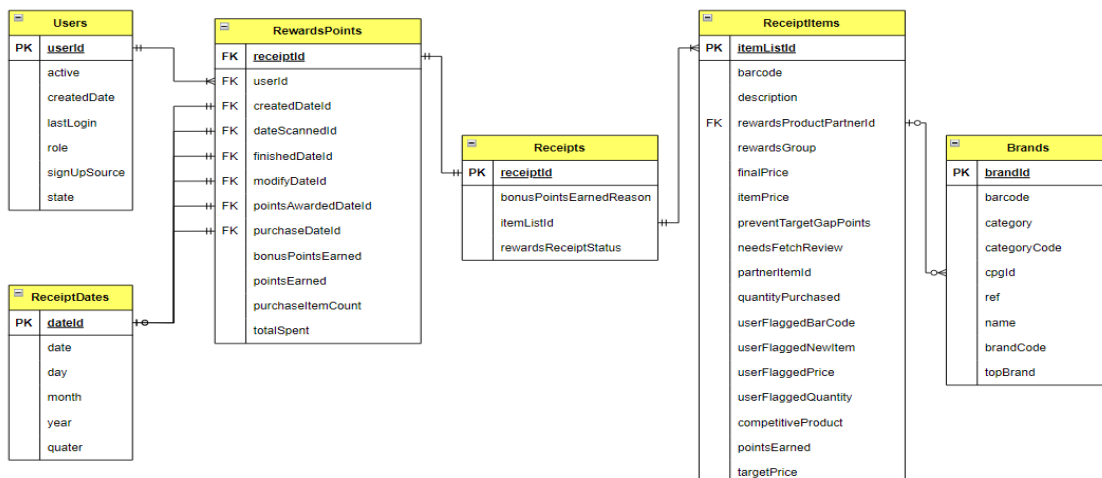 Users
PK userId
active
createdDate
lastLogin
role
signUpSource
state
ReceiptDates
PK dateId
date
day
month
year
quater
RewardsPoints
FK receiptId
FK userId
FK createdDateId
FK dateScannedId
FK finishedDateId
FK modifyDateId
FK pointsAwardedDateId
FK purchaseDateId
bonusPointsEarned
pointsEarned
purchaseItemCount
totalSpent
Receipts
PK receiptId
bonusPointsEarnedReason
itemListId
rewardsReceiptStatus
ReceiptItems
PK itemListId
barcode
description
FK rewardsProductPartnerId
rewardsGroup
finalPrice
itemPrice
preventTargetGapPoints
needsFetchReview
partnerItemId
quantityPurchased
userFlaggedBarCode
userFlaggedNewItem
userFlaggedPrice
userFlaggedQuantity
competitiveProduct
pointsEarned
targetPrice
Brands
PK brandId
barcode
category
categoryCode
cpgId
ref
name
brandCode
topBrand